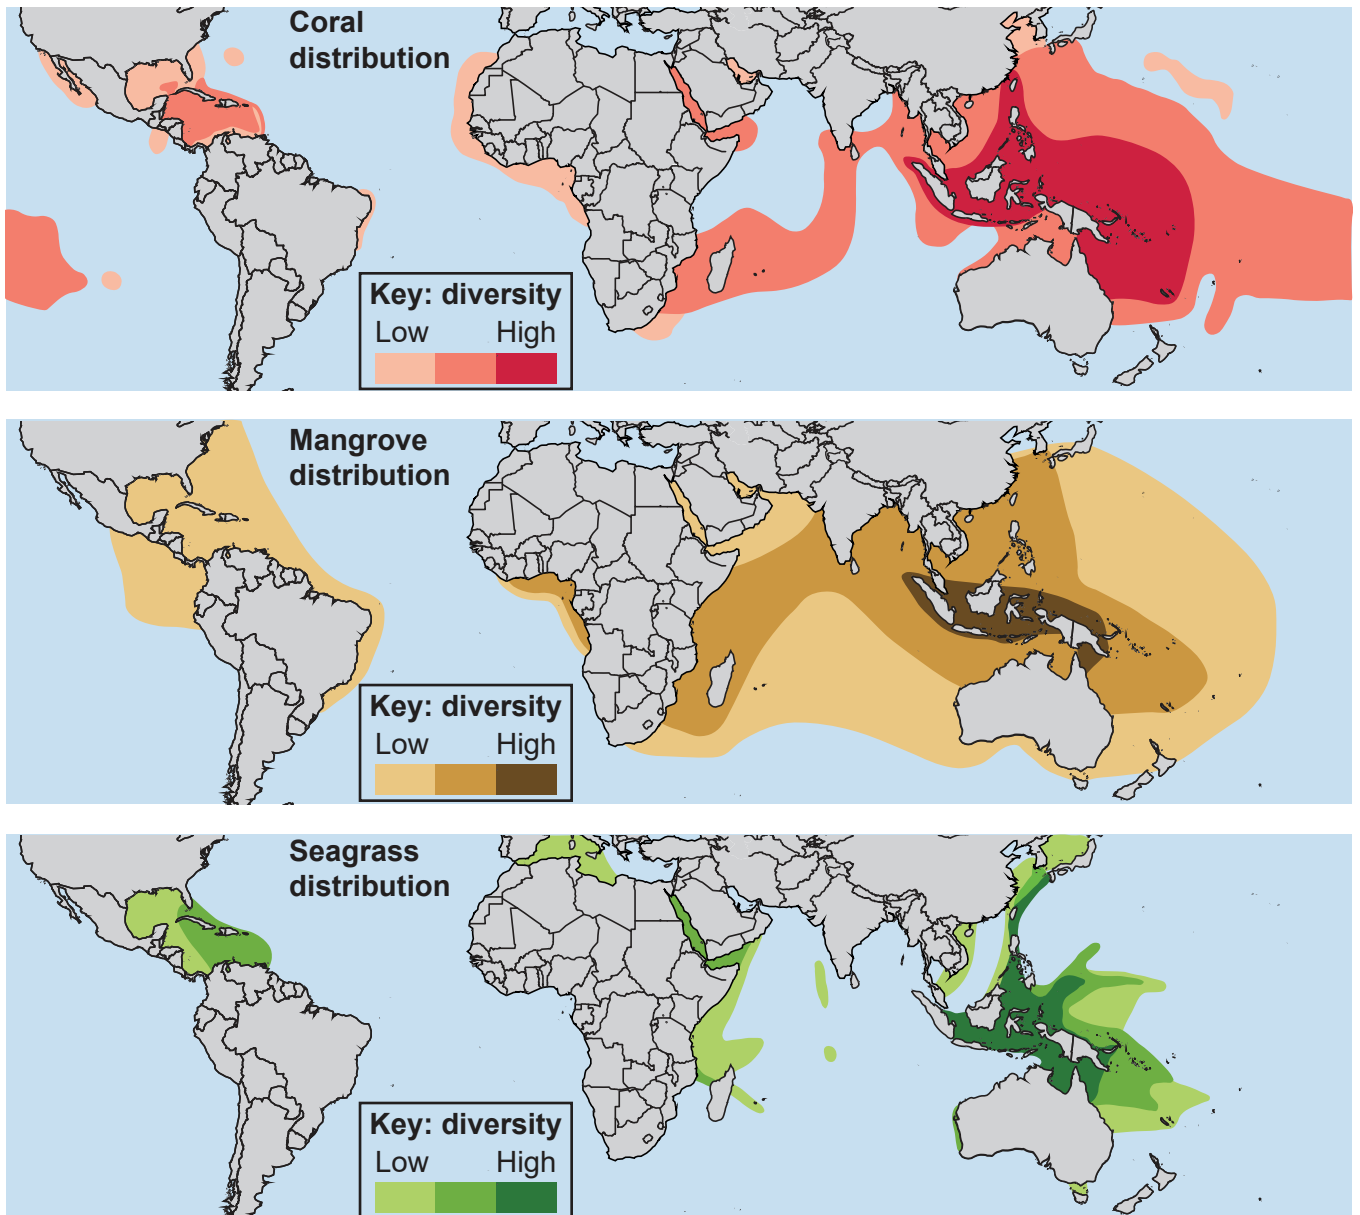 Coral
distribution
Key: diversity
Low High
Mangrove
distribution
Key: diversity
Low High
Seagrass
distribution
Key: diversity
Low High